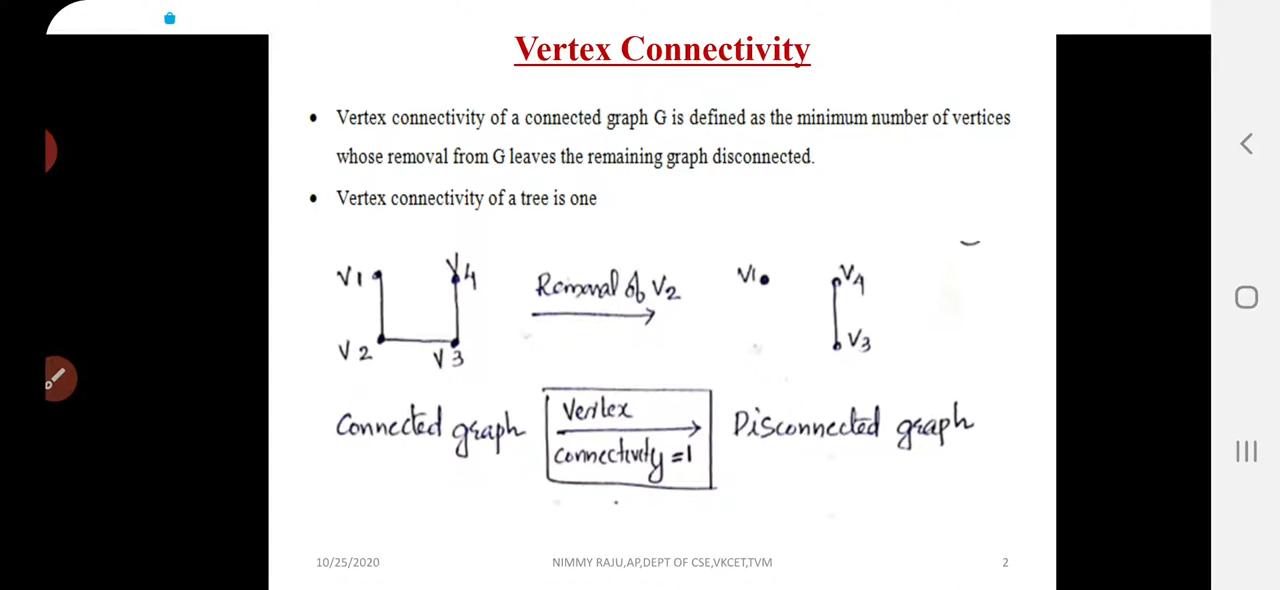 Vertex Connectivity
• Vertex connectivity of a connected graph G is defined as the minimum number of vertices
whose removal from G leaves the remaining graph disconnected.
• Vertex connectivity of a tree is one
V1 V4 Removal of V2 V1 V4
V2 V3 V3
Connected graph Vertex Disconnected graph
Connectivity = 1
10/25/2020 NIMMY RAJU,AP,DEPT OF CSE,VKCET,TVM 2